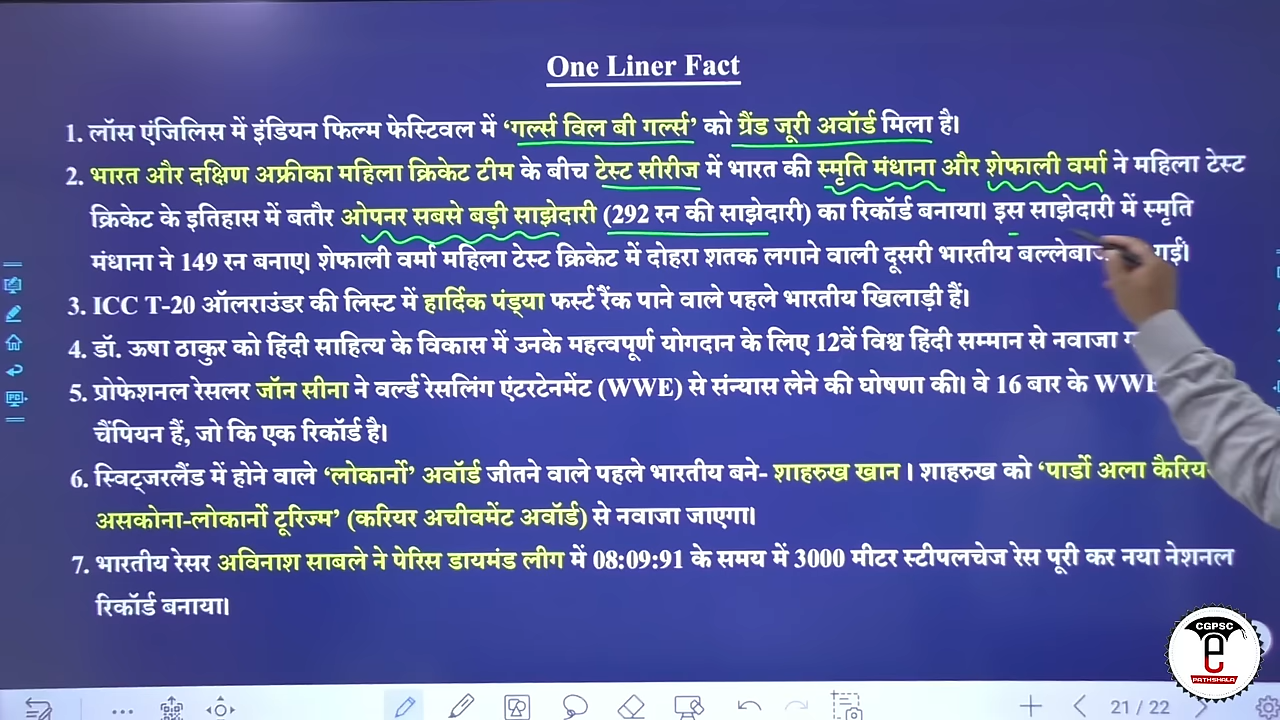 One Liner Fact
1. लॉस एंजिलिस में इंडियन फिल्म फेस्टिवल में ‘गर्ल्स विल बी गर्ल्स’ को ग्रैंड जूरी अवॉर्ड मिला है।
2. भारत और दक्षिण अफ्रीका महिला क्रिकेट टीम के बीच टेस्ट सीरीज में भारत की स्मृति मंधाना और शेफाली वर्मा ने महिला टेस्ट
क्रिकेट के इतिहास में बतौर ओपनर सबसे बड़ी साझेदारी (292 रन की साझेदारी) का रिकॉर्ड बनाया। इस साझेदारी में स्मृति
मंधाना ने 149 रन बनाए। शेफाली वर्मा महिला टेस्ट क्रिकेट में दोहरा शतक लगाने वाली दूसरी भारतीय
3. ICC T-20 ऑलराउंडर की लिस्ट में हार्दिक पंड्या फर्स्ट रैंक पाने वाले पहले भारतीय खिलाड़ी हैं।
4. डॉ. ऊषा ठाकुर को हिंदी साहित्य के विकास में उनके महत्वपूर्ण योगदान के लिए 12वें विश्व हिंदी सम्मान से नवाजा
5. प्रोफेशनल रेसलर जॉन सीना ने वर्ल्ड रेसलिंग एंटरटेनमेंट (WWE) से संन्यास लेने की घोषणा की। वे 16 बार के
चैंपियन हैं, जो कि एक रिकॉर्ड है।
6. स्विट्जरलैंड में होने वाले ‘लोकार्नो’ अवॉर्ड जीतने वाले पहले भारतीय बने- शाहरुख खान । शाहरुख को ‘पार्डो अला
असकोना-लोकार्नो टूरिज्म’ (करियर अचीवमेंट अवॉर्ड) से नवाजा जाएगा।
7. भारतीय रेसर अविनाश साबले ने पेरिस डायमंड लीग में 08:09:91 के समय में 3000 मीटर स्टीपलचेज रेस पूरी कर नया नेशनल
रिकॉर्ड बनाया।
CGPSC
e
PATHSHALA
21 / 22